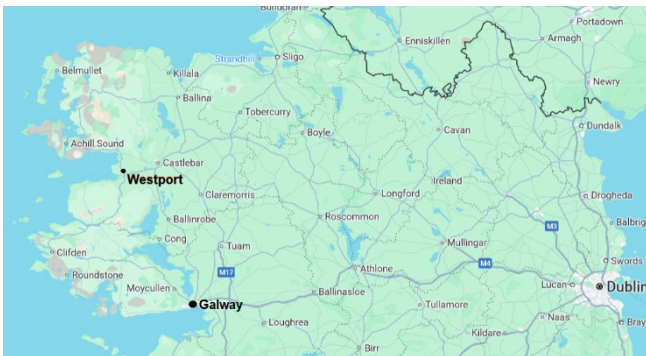 Bundoran
Enniskillen
Portadown
Armagh
Strandhill
Sligo
Belmullet
Killala
Newry
Ballina
Tobercurry
Dundalk
Boyle
Cavan
Achill Sound
Castlebar
Westport
Ireland
Claremorris
Longford
Drogheda
Roscommon
Ballinrobe
M3
Balbrig
Cong
Tuam
Mullingar
Clifden
M4
Swords
Roundstone
M17
Athlone
Moycullen
Lucan
Dublin
Ballinasloe
Galway
Tullamore
Naas
Loughrea
Bray
Kildare
Birr